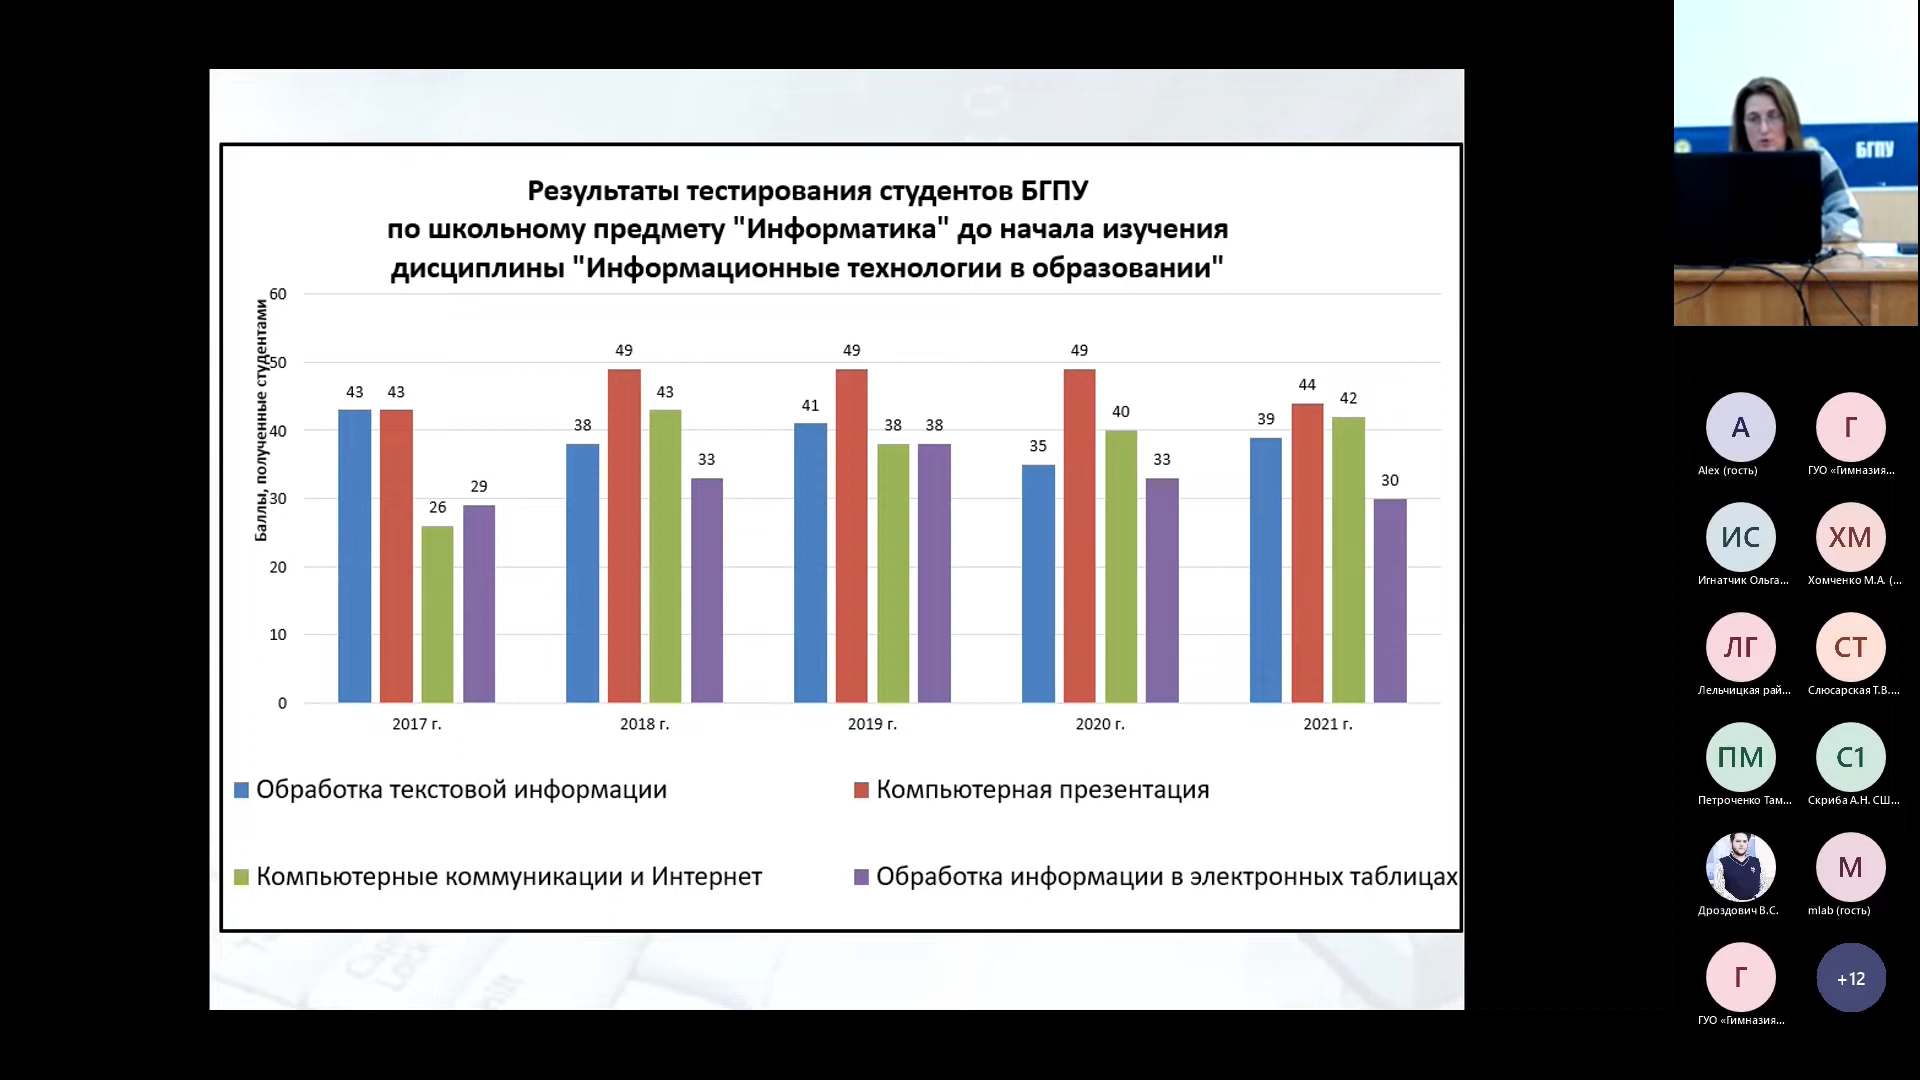 Результаты тестирования студентов БГПУ
по школьному предмету "Информатика" до начала изучения
дисциплины "Информационные технологии в образовании"
Баллы, полученные студентами
60
50
40
30
20
10
0
43 43 26 29
38 49 43 33
41 49 38 38
35 49 40 33
39 44 42 30
2017 г. 2018 г. 2019 г. 2020 г. 2021 г.
Обработка текстовой информации
Компьютерная презентация
Компьютерные коммуникации и Интернет
Обработка информации в электронных таблицах
БГПУ
А Г
Alex (гость) ГУО «Гимназия...
ИС ХМ
Игнатчик Ольга... Хомченко М.А. (...
ЛГ СТ
Лельчицкая рай... Слюсарская Т.В....
ПМ С1
Петроченко Там... Скриба А.Н. СШ...
М
Дроздович В.С. mlab (гость)
Г +12
ГУО «Гимназия...